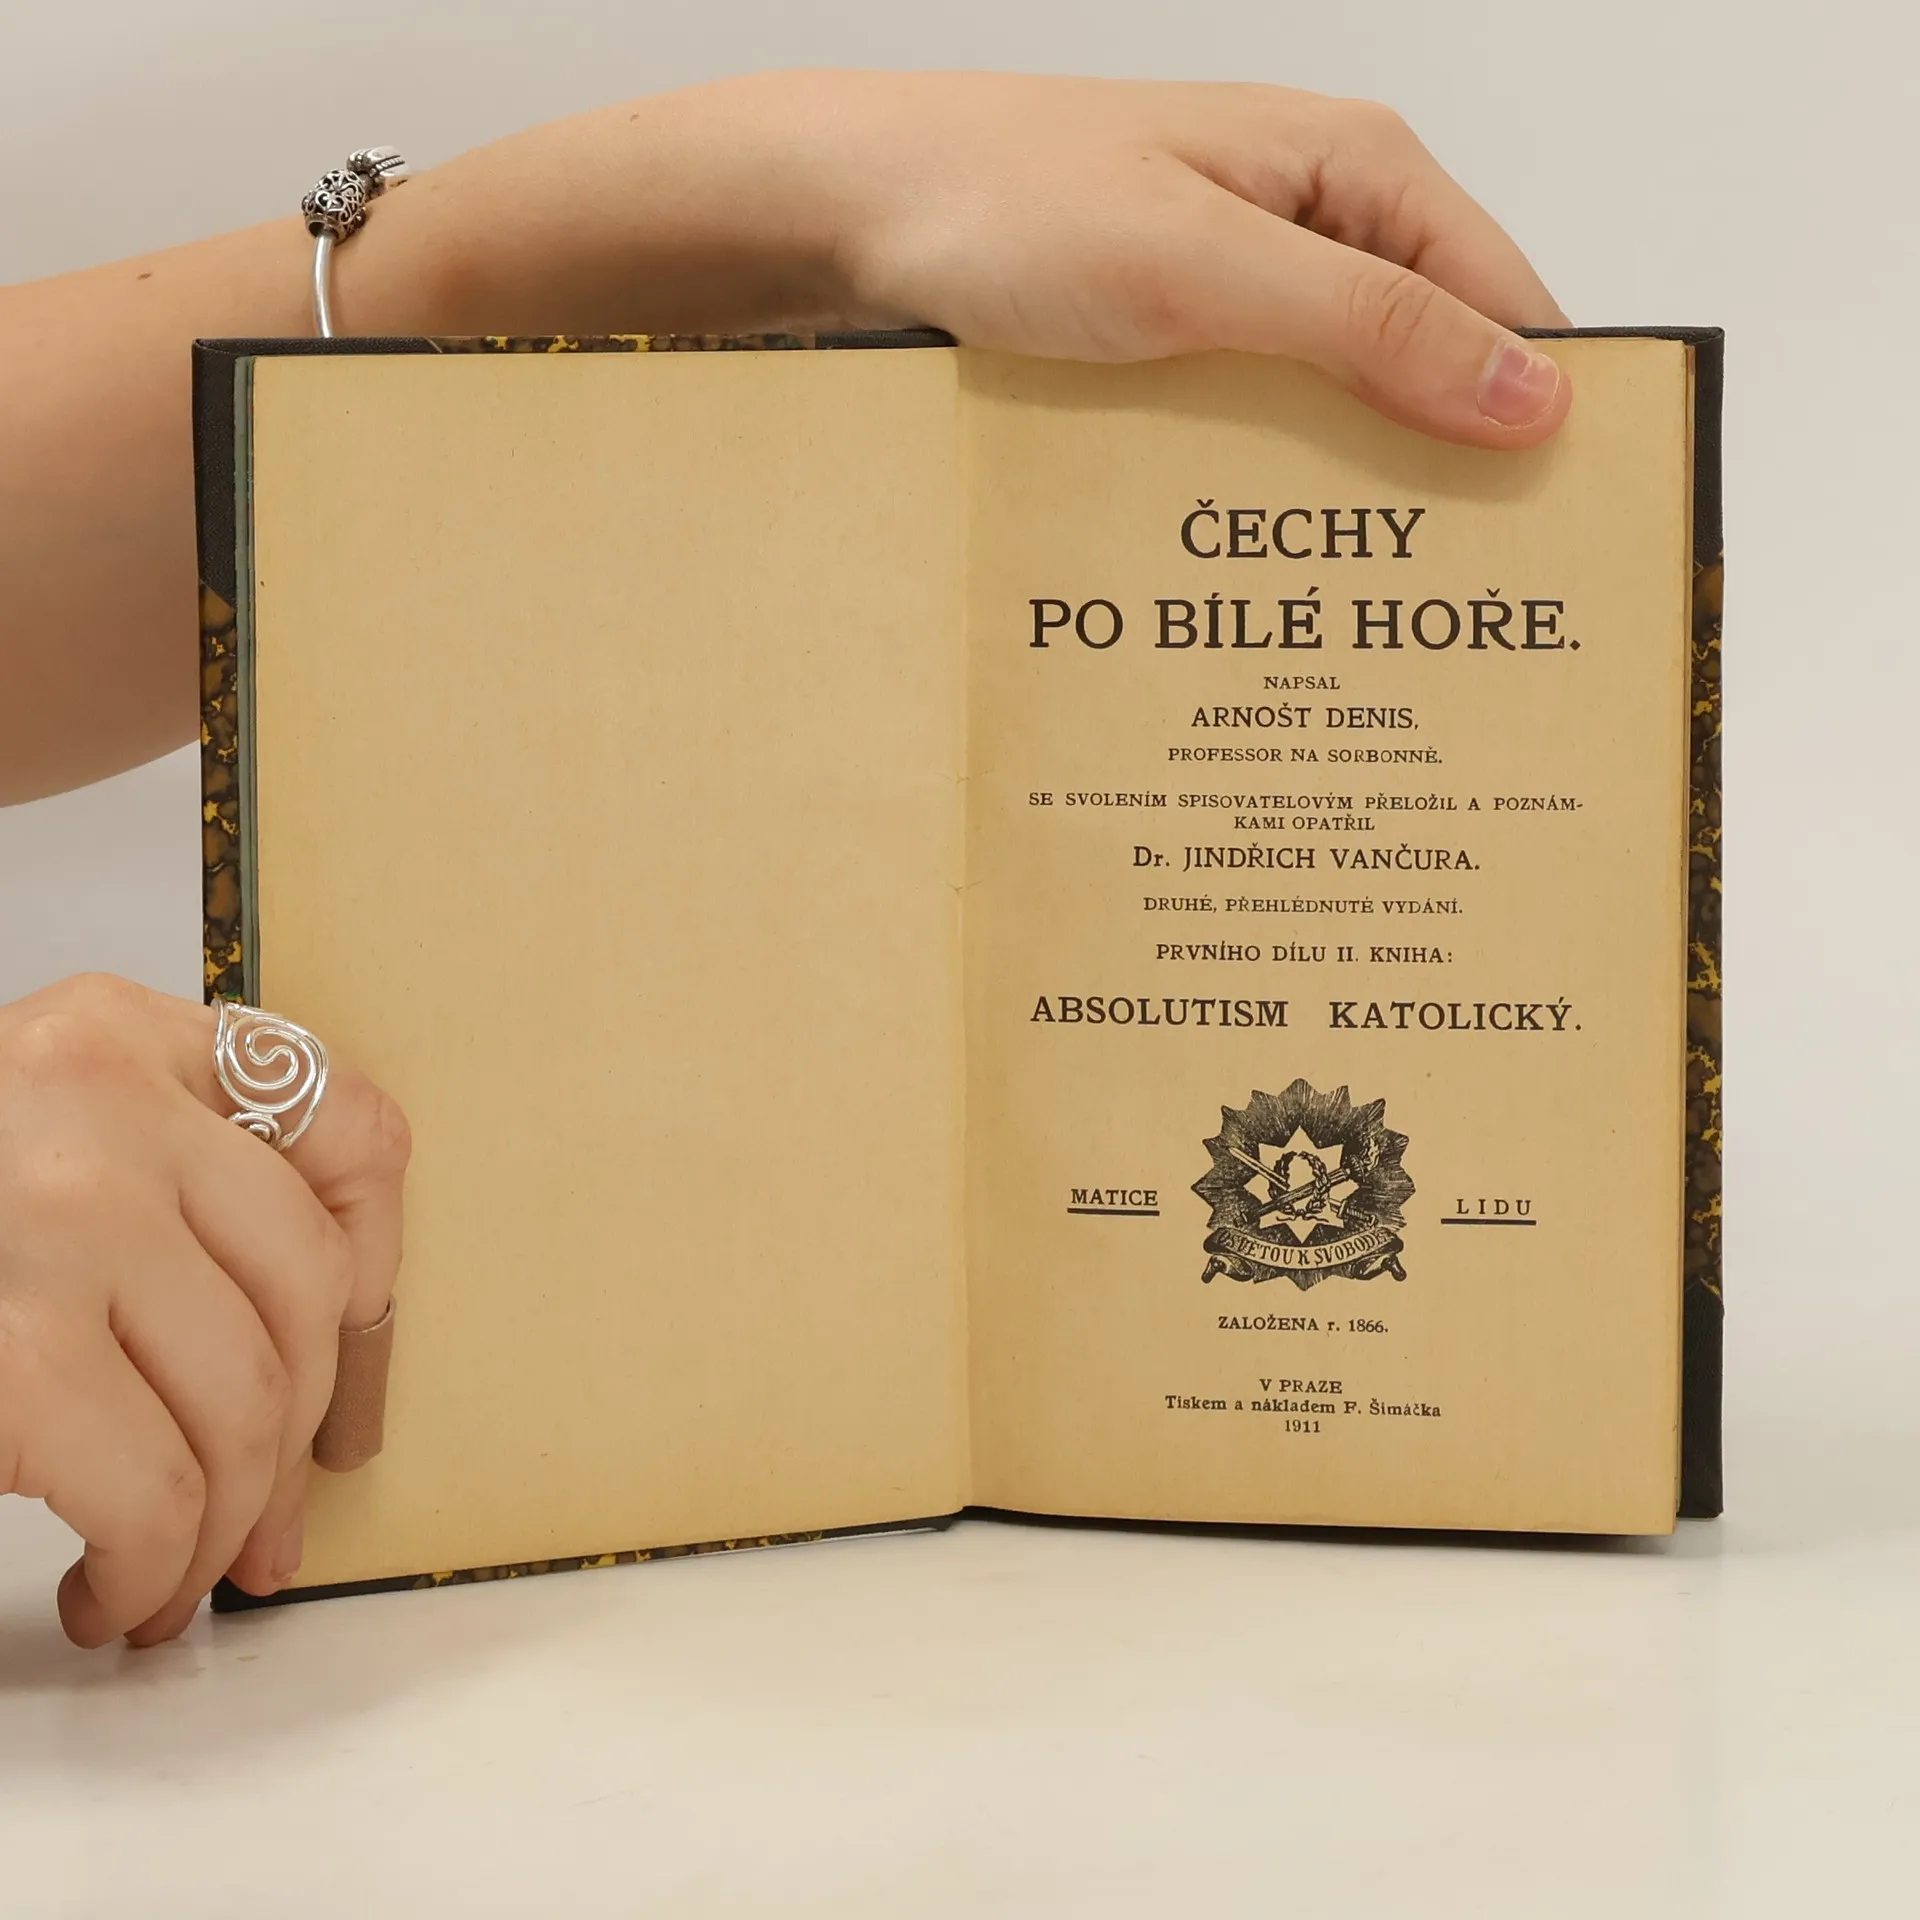 ČECHY
PO BÍLÉ HOŘE.
NAPSAL
ARNOŠT DENIS,
PROFESSOR NA SORBONNĚ.
SE SVOLENÍM SPISOVATELOVÝM PŘELOŽIL A POZNÁM-
KAMI OPATŘIL
Dr. JINDŘICH VANČURA.
DRUHÉ, PŘEHLÉDNUTÉ VYDÁNÍ.
PRVNÍHO DÍLU II. KNIHA:
ABSOLUTISM KATOLICKÝ.
MATICE LIDU
OSVĚTOU K SVOBODĚ
ZALOŽENA r. 1866.
V PRAZE
Tiskem a nákladem F. Šimáčka
1911